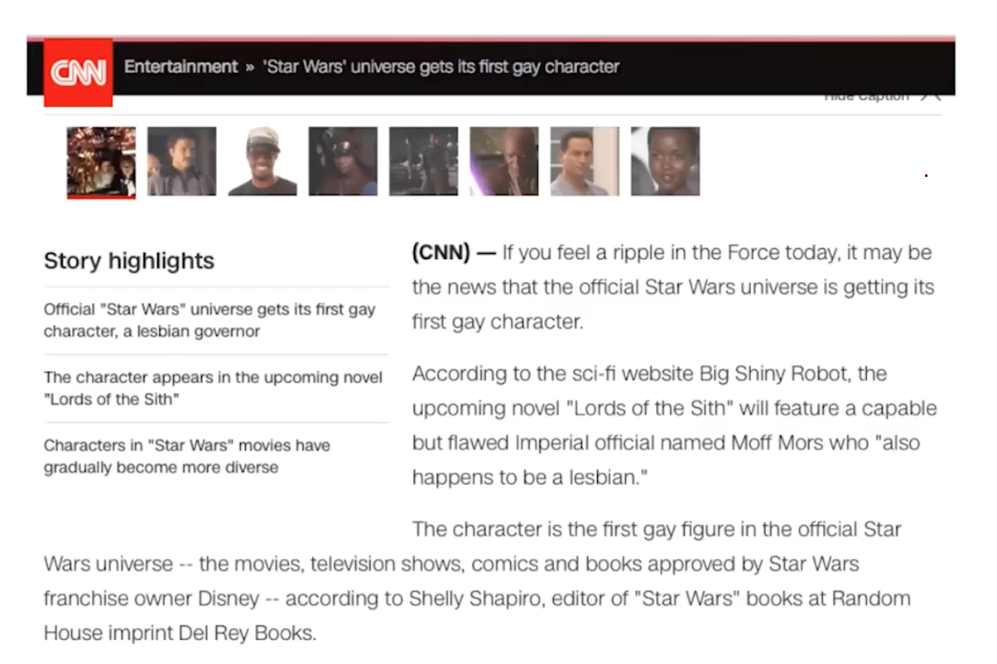 CNN Entertainment » 'Star Wars' universe gets its first gay character
Hide Caption
Story highlights
Official "Star Wars" universe gets its first gay
character, a lesbian governor
The character appears in the upcoming novel
"Lords of the Sith"
Characters in "Star Wars" movies have
gradually become more diverse
(CNN) — If you feel a ripple in the Force today, it may be
the news that the official Star Wars universe is getting its
first gay character.
According to the sci-fi website Big Shiny Robot, the
upcoming novel "Lords of the Sith" will feature a capable
but flawed Imperial official named Moff Mors who "also
happens to be a lesbian."
The character is the first gay figure in the official Star
Wars universe -- the movies, television shows, comics and books approved by Star Wars
franchise owner Disney -- according to Shelly Shapiro, editor of "Star Wars" books at Random
House imprint Del Rey Books.